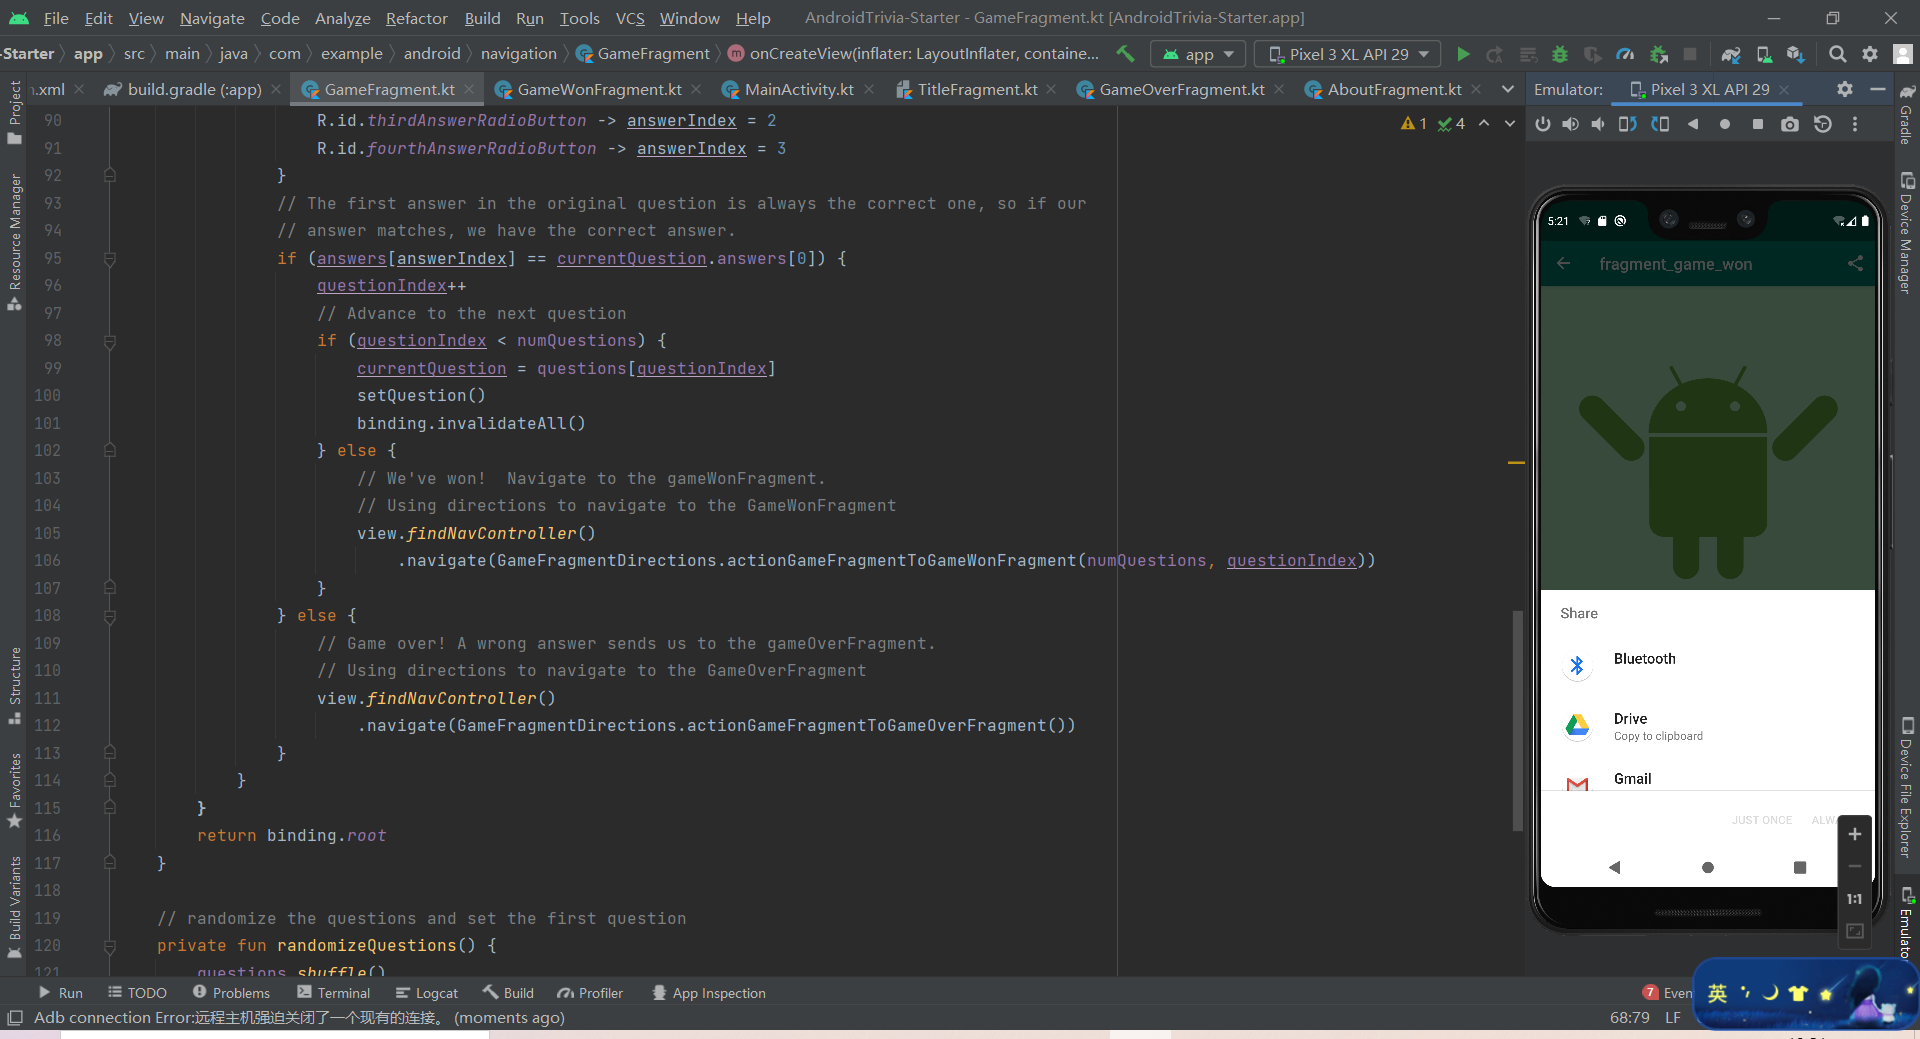 File Edit View Navigate Code Analyze Refactor Build Run Tools VCS Window Help AndroidTrivia-Starter - GameFragment.kt [AndroidTrivia-Starter.app]
-Starter app src main java com example android navigation GameFragment onCreateView(inflater: LayoutInflater, containe... app Pixel 3 XL API 29
.xml build.gradle (:app) GameFragment.kt GameWonFragment.kt MainActivity.kt TitleFragment.kt GameOverFragment.kt AboutFragment.kt Emulator: Pixel 3 XL API 29
1 4
90 R.id.thirdAnswerRadioButton -> answerIndex = 2
91 R.id.fourthAnswerRadioButton -> answerIndex = 3
92 }
93 // The first answer in the original question is always the correct one, so if our
94 // answer matches, we have the correct answer.
95 if (answers[answerIndex] == currentQuestion.answers[0]) {
96 questionIndex++
97 // Advance to the next question
98 if (questionIndex < numQuestions) {
99 currentQuestion = questions[questionIndex]
100 setQuestion()
101 binding.invalidateAll()
102 } else {
103 // We've won!  Navigate to the gameWonFragment.
104 // Using directions to navigate to the GameWonFragment
105 view.findNavController()
106 .navigate(GameFragmentDirections.actionGameFragmentToGameWonFragment(numQuestions, questionIndex))
107 }
108 } else {
109 // Game over! A wrong answer sends us to the gameOverFragment.
110 // Using directions to navigate to the GameOverFragment
111 view.findNavController()
112 .navigate(GameFragmentDirections.actionGameFragmentToGameOverFragment())
113 }
114 }
115 }
116 return binding.root
117 }
118
119 // randomize the questions and set the first question
120 private fun randomizeQuestions() {
121 questions.shuffle()
Project
Resource Manager
Structure
Favorites
Build Variants
5:21
fragment_game_won
Share
Bluetooth
Drive
Copy to clipboard
Gmail
JUST ONCE ALW
1:1
Gradle
Device Manager
Device File Explorer
Emulator
Run TODO Problems Terminal Logcat Build Profiler App Inspection 7 Even
英
Adb connection Error:远程主机强迫关闭了一个现有的连接。 (moments ago) 68:79 LF